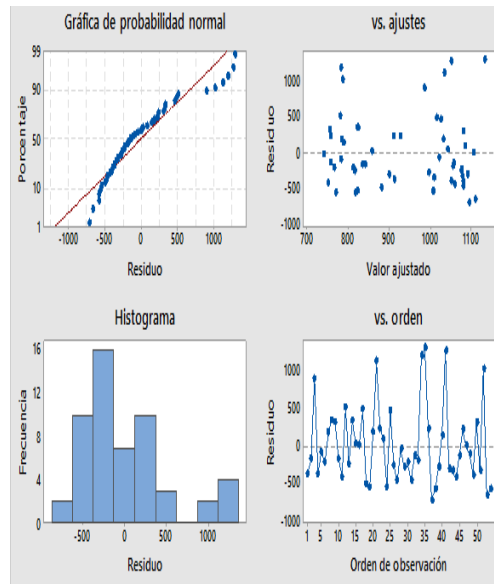 Gráfica de probabilidad normal
99
90
50
10
1
Porcentaje
-1000 -500 0 500 1000
Residuo
vs. ajustes
1000
500
0
-500
-1000
Residuo
700 800 900 1000 1100
Valor ajustado
Histograma
16
12
8
4
0
Frecuencia
-500 0 500 1000
Residuo
vs. orden
1000
500
0
-500
-1000
Residuo
1 5 10 15 20 25 30 35 40 45 50
Orden de observación